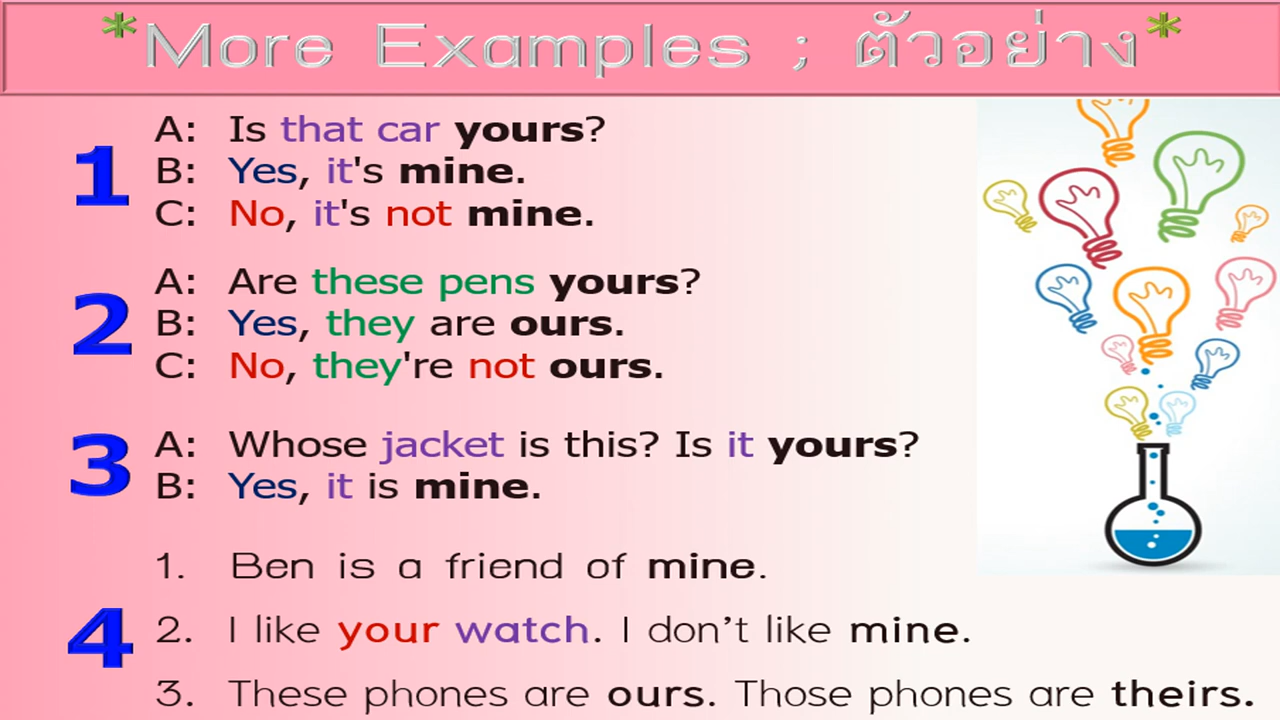 *More Examples ; ตัวอย่าง*
1
A: Is that car yours?
B: Yes, it's mine.
C: No, it's not mine.
2
A: Are these pens yours?
B: Yes, they are ours.
C: No, they're not ours.
3
A: Whose jacket is this? Is it yours?
B: Yes, it is mine.
4
1. Ben is a friend of mine.
2. I like your watch. I don’t like mine.
3. These phones are ours. Those phones are theirs.